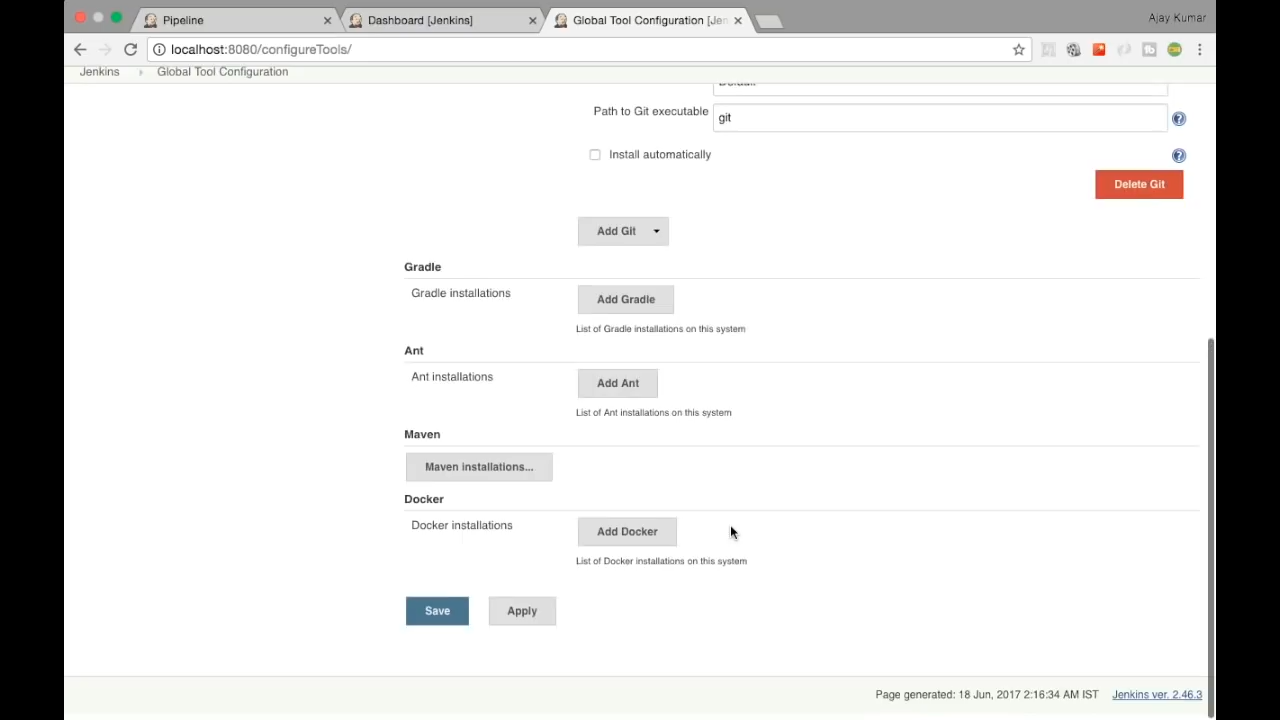 Pipeline
Dashboard [Jenkins]
Global Tool Configuration [Jen
Ajay Kumar
localhost:8080/configureTools/
Jenkins
Global Tool Configuration
Default
Path to Git executable
git
Install automatically
Delete Git
Add Git
Gradle
Gradle installations
Add Gradle
List of Gradle installations on this system
Ant
Ant installations
Add Ant
List of Ant installations on this system
Maven
Maven installations...
Docker
Docker installations
Add Docker
List of Docker installations on this system
Save
Apply
Page generated: 18 Jun, 2017 2:16:34 AM IST
Jenkins ver. 2.46.3